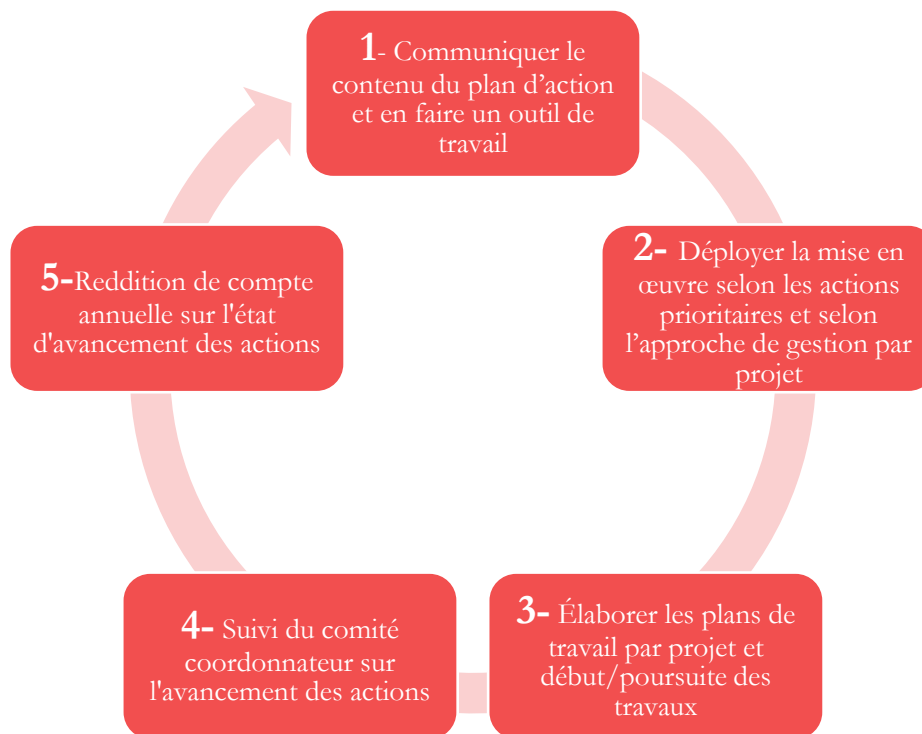 1- Communiquer le
contenu du plan d’action
et en faire un outil de
travail
2- Déployer la mise en
œuvre selon les actions
prioritaires et selon
l’approche de gestion par
projet
3- Élaborer les plans de
travail par projet et
début/poursuite des
travaux
4- Suivi du comité
coordonnateur sur
l'avancement des actions
5-Reddition de compte
annuelle sur l'état
d'avancement des actions